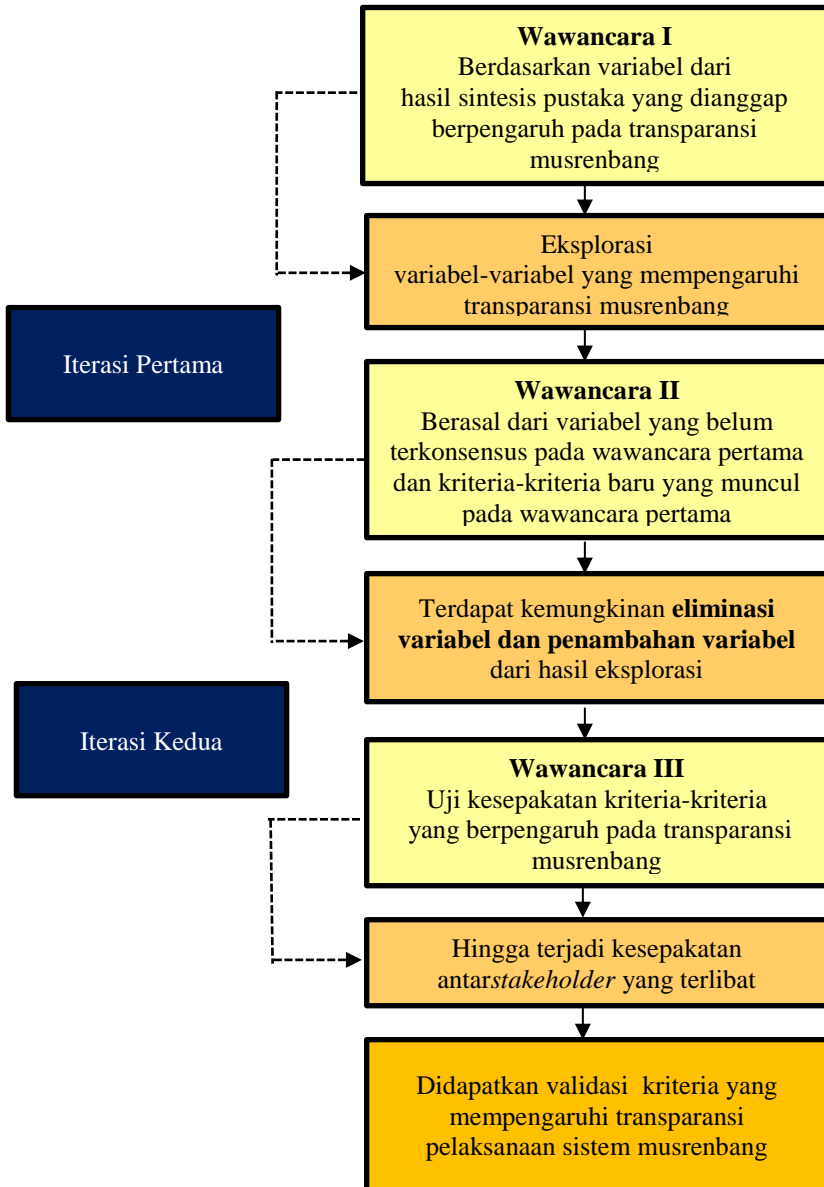 Wawancara I
Berdasarkan variabel dari
hasil sintesis pustaka yang dianggap
berpengaruh pada transparansi
musrenbang
Eksplorasi
variabel-variabel yang mempengaruhi
transparansi musrenbang
Iterasi Pertama
Wawancara II
Berasal dari variabel yang belum
terkonsensus pada wawancara pertama
dan kriteria-kriteria baru yang muncul
pada wawancara pertama
Terdapat kemungkinan eliminasi
variabel dan penambahan variabel
dari hasil eksplorasi
Iterasi Kedua
Wawancara III
Uji kesepakatan kriteria-kriteria
yang berpengaruh pada transparansi
musrenbang
Hingga terjadi kesepakatan
antarstakeholder yang terlibat
Didapatkan validasi kriteria yang
mempengaruhi transparansi
pelaksanaan sistem musrenbang